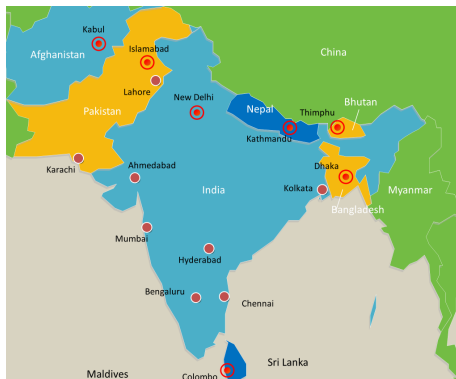 Kabul
Islamabad
Afghanistan
China
Lahore
New Delhi
Nepal
Bhutan
Thimphu
Pakistan
Kathmandu
Karachi
Ahmedabad
Dhaka
India
Kolkata
Myanmar
Bangladesh
Mumbai
Hyderabad
Bengaluru
Chennai
Sri Lanka
Maldives
Colombo